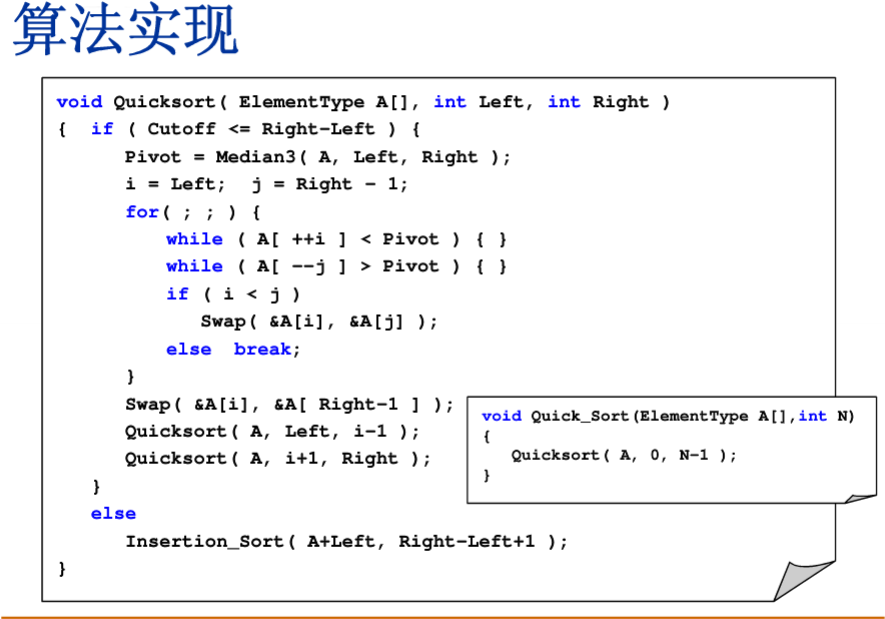 算法实现
void Quicksort( ElementType A[], int Left, int Right )
{ if ( Cutoff <= Right-Left ) {
Pivot = Median3( A, Left, Right );
i = Left; j = Right - 1;
for( ; ; ) {
while ( A[ ++i ] < Pivot ) { }
while ( A[ --j ] > Pivot ) { }
if ( i < j )
Swap( &A[i], &A[j] );
else break;
}
Swap( &A[i], &A[ Right-1 ] );
Quicksort( A, Left, i-1 );
Quicksort( A, i+1, Right );
}
else
Insertion_Sort( A+Left, Right-Left+1 );
}
void Quick_Sort(ElementType A[],int N)
{
Quicksort( A, 0, N-1 );
}